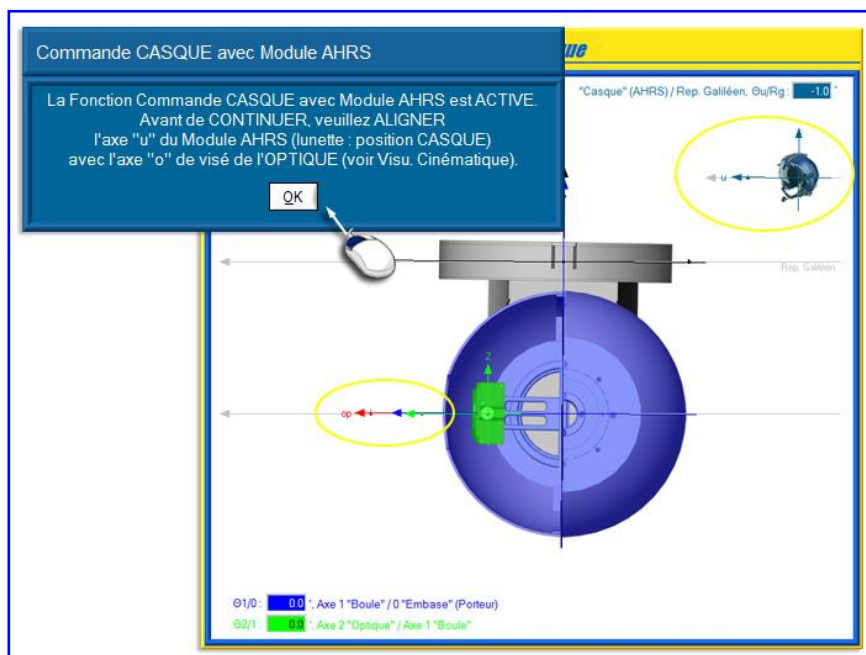 Commande CASQUE avec Module AHRS
La Fonction Commande CASQUE avec Module AHRS est ACTIVE.
Avant de CONTINUER, veuillez ALIGNER
l'axe "u" du Module AHRS (lunette : position CASQUE)
avec l'axe "o" de visé de l'OPTIQUE (voir Visu. Cinématique).
OK
"Casque" (AHRS) / Rep. Galiléen, Θu/Rg : -1.0 °
u
Rep. Galiléen.
2
op
Θ1/0 : 0.0 °, Axe 1 "Boule" / 0 "Embase" (Porteur)
Θ2/1 : 0.0 °, Axe 2 "Optique" / Axe 1 "Boule"